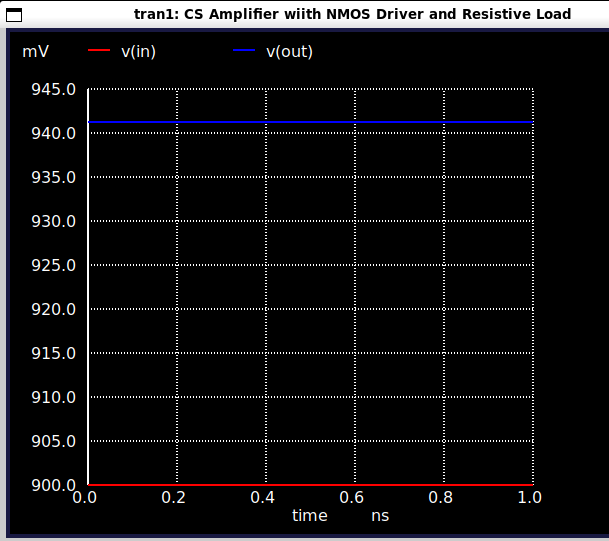 tran1: CS Amplifier wiith NMOS Driver and Resistive Load
mV v(in) v(out)
945.0
940.0
935.0
930.0
925.0
920.0
915.0
910.0
905.0
900.0
0.0 0.2 0.4 0.6 0.8 1.0
time ns